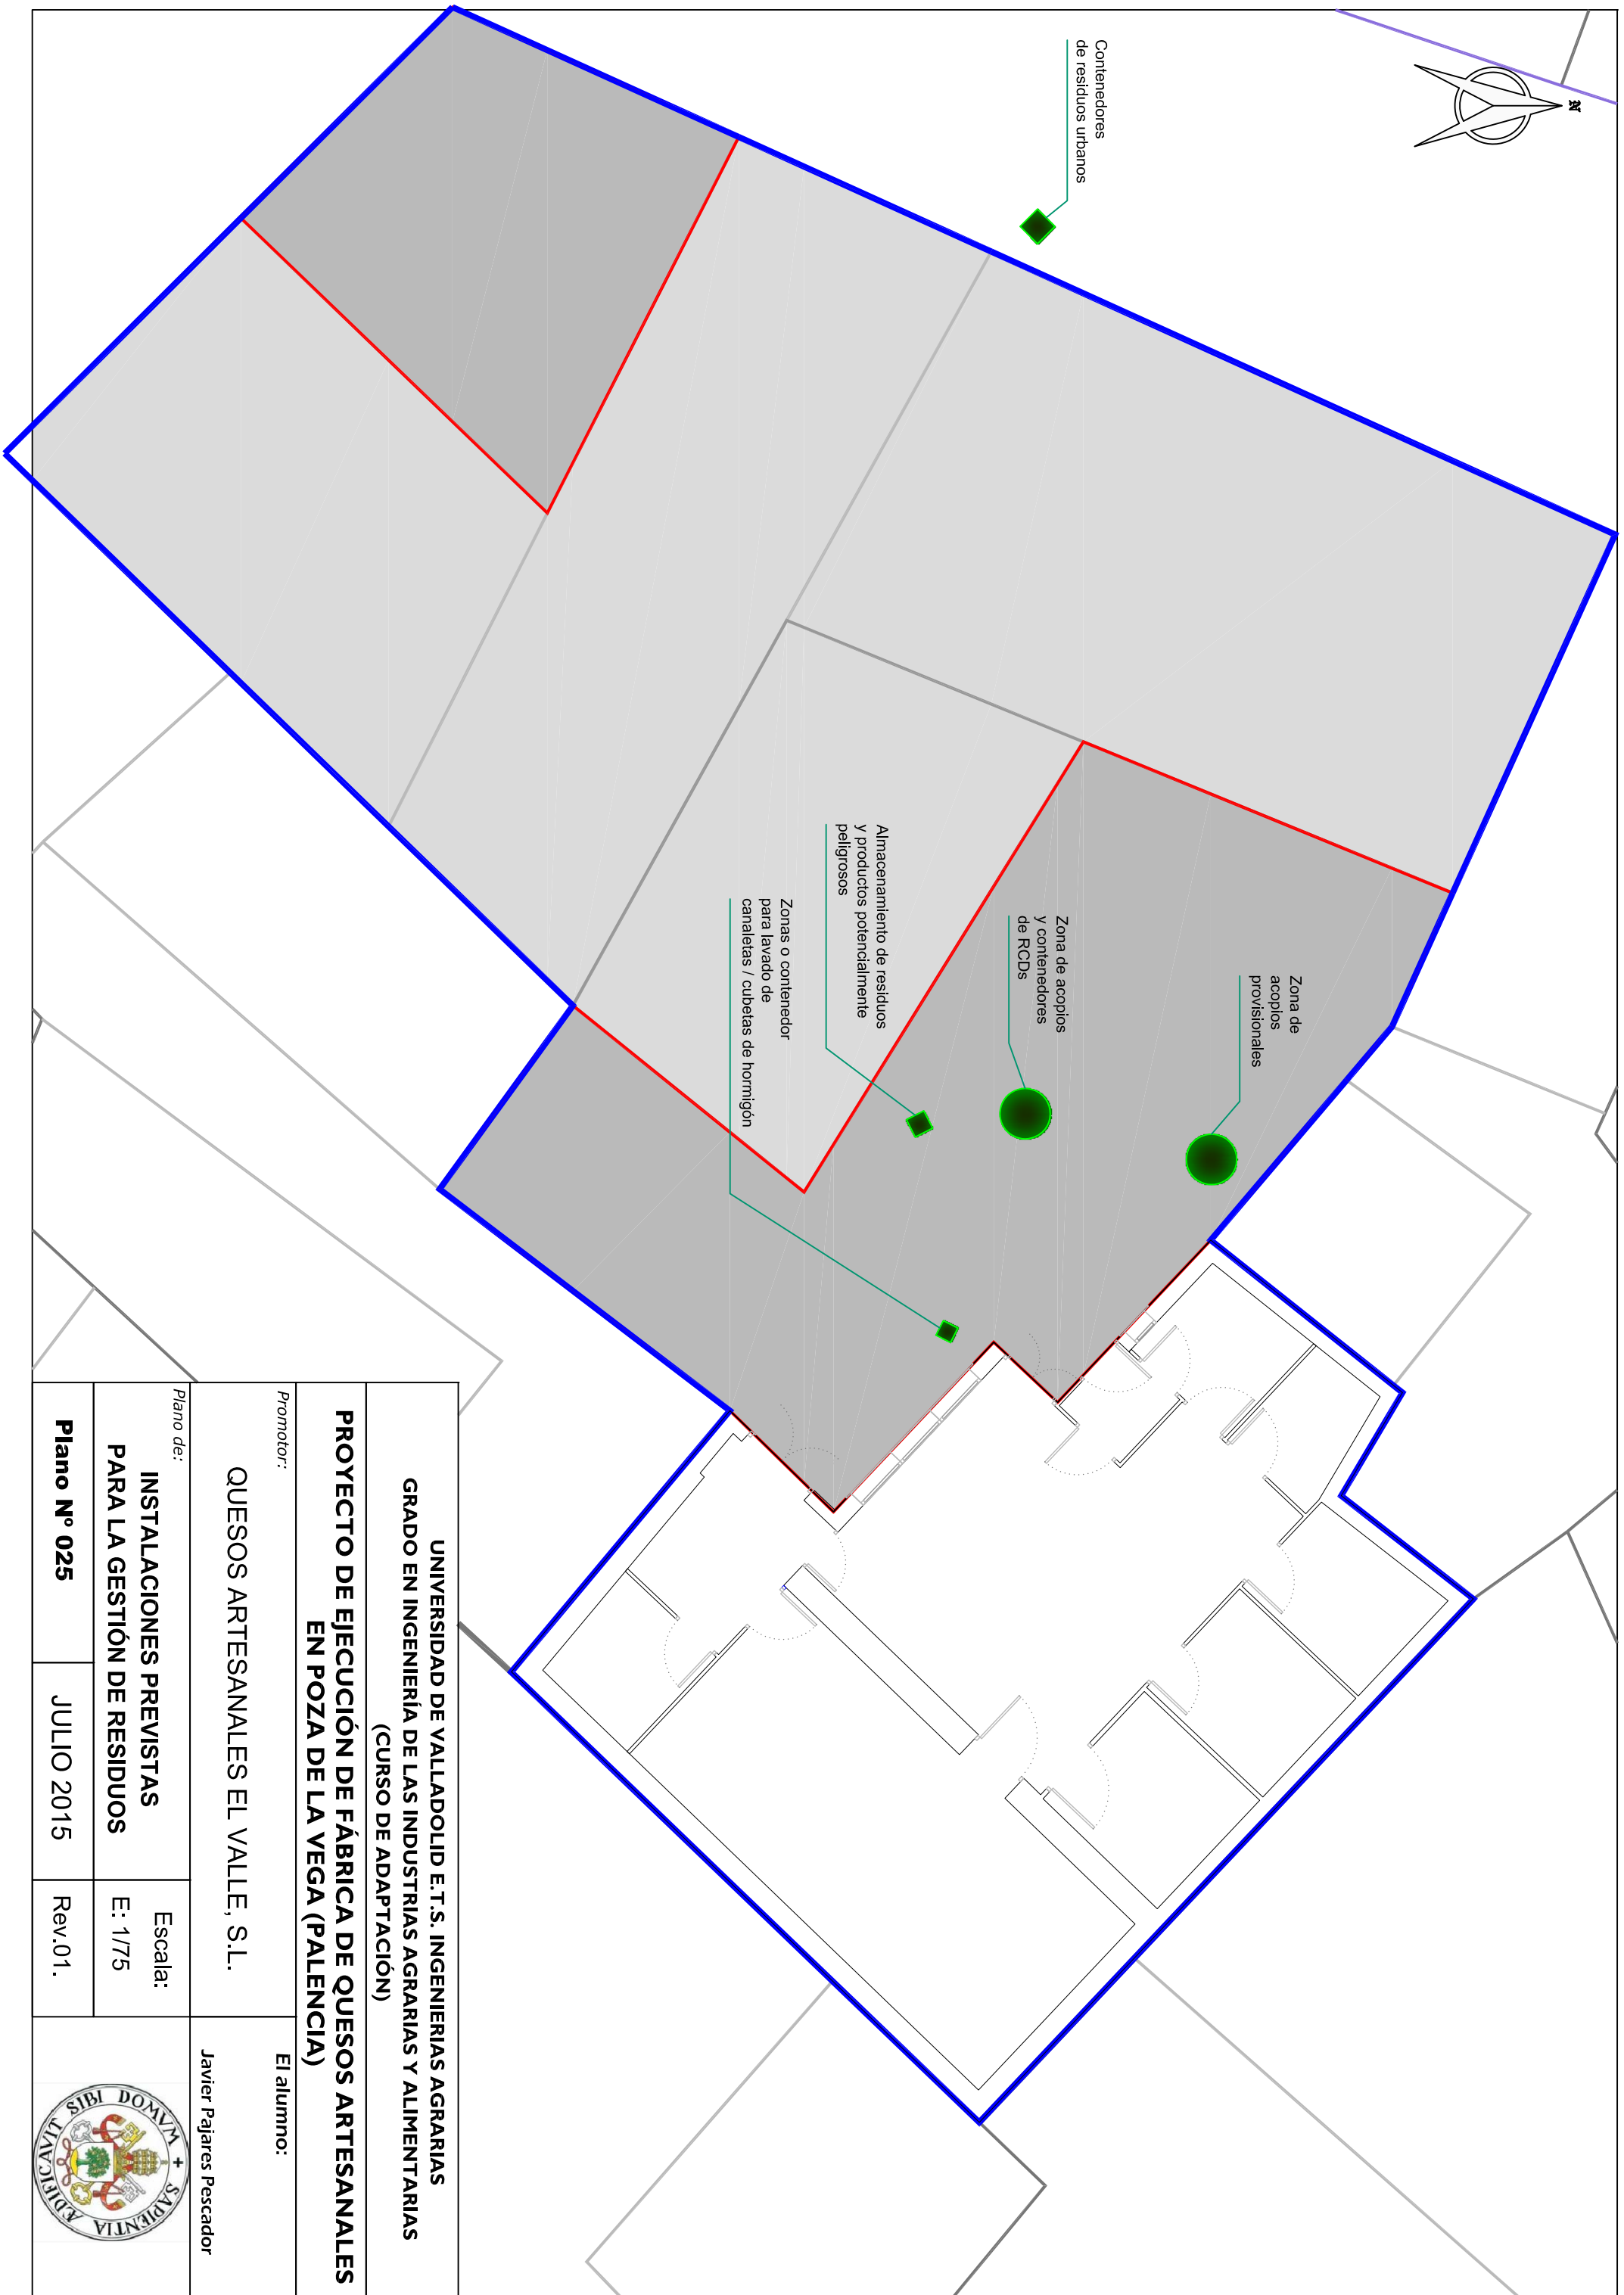 N
Contenedores
de residuos urbanos
Zona de
acopios
provisionales
Zona de acopios
y contenedores
de RCDs
Almacenamiento de residuos
y productos potencialmente
peligrosos
Zonas o contenedor
para lavado de
canaletas / cubetas de hormigón
UNIVERSIDAD DE VALLADOLID E.T.S. INGENIERIAS AGRARIAS
GRADO EN INGENIERÍA DE LAS INDUSTRIAS AGRARIAS Y ALIMENTARIAS
(CURSO DE ADAPTACIÓN)
PROYECTO DE EJECUCIÓN DE FÁBRICA DE QUESOS ARTESANALES
EN POZA DE LA VEGA (PALENCIA)
Promotor:
QUESOS ARTESANALES EL VALLE, S.L.
El alumno:
Javier Pajares Pescador
Plano de:
INSTALACIONES PREVISTAS
PARA LA GESTIÓN DE RESIDUOS
Escala:
E: 1/75
Plano Nº 025
JULIO 2015
Rev.01.
SAPIENTIA ÆDIFICAVIT SIBI DOMVM +